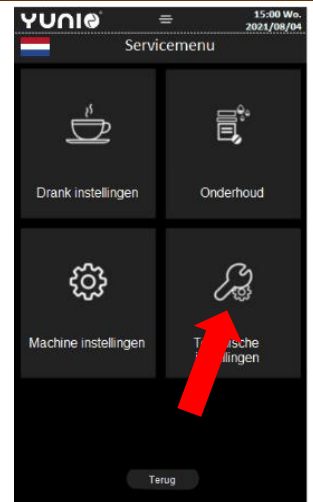 YUNIO
15:00 Wo.
2021/08/04
Servicemenu
Drank instellingen
Onderhoud
Machine instellingen
Terug